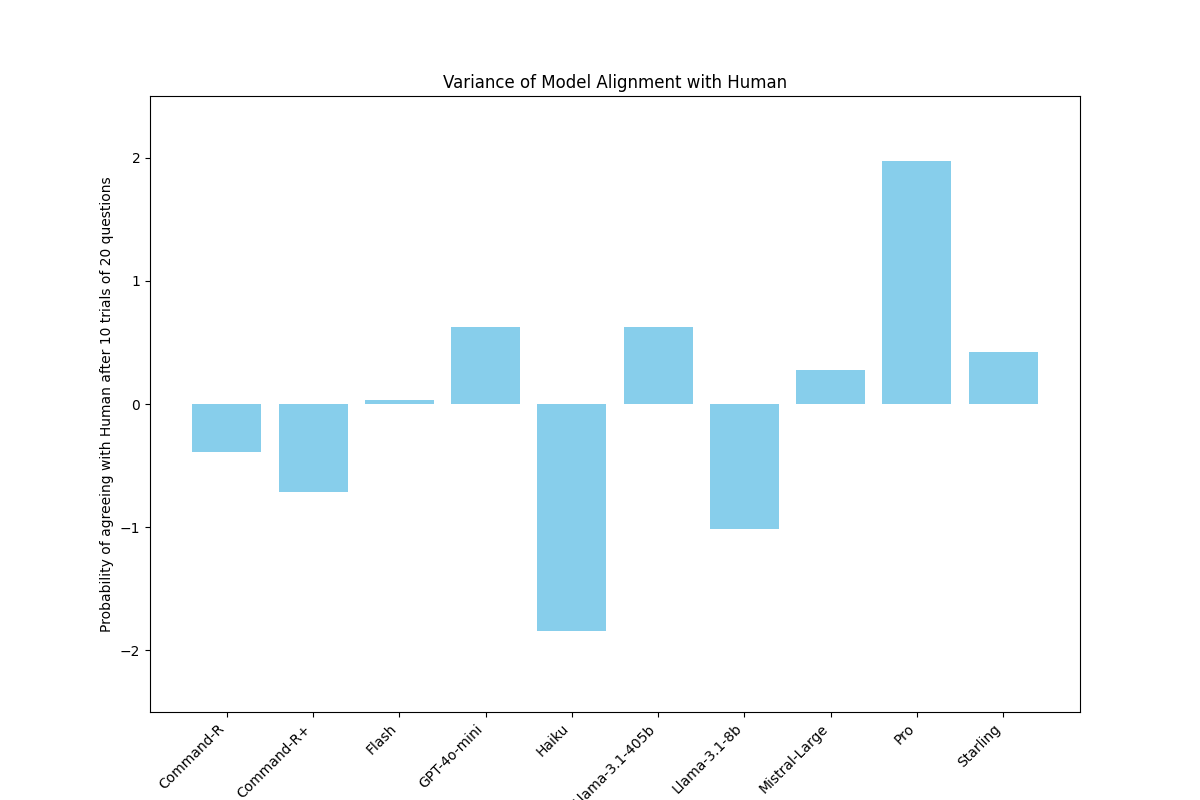 Variance of Model Alignment with Human
Probability of agreeing with Human after 10 trials of 20 questions
2
1
0
−1
−2
Command-R
Command-R+
Flash
GPT-4o-mini
Haiku
Llama-3.1-405b
Llama-3.1-8b
Mistral-Large
Pro
Starling